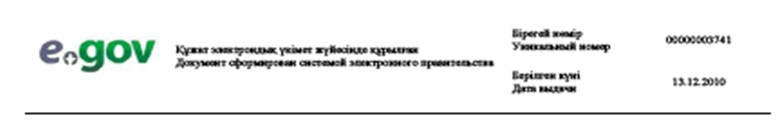 e.gov
Құжат электрондық үкімет жүйесінде құрылған
Документ сформирован системой электронного правительства
Бірегей нөмір
Уникальный номер
00000003741
Берілген күні
Дата выдачи
13.12.2010